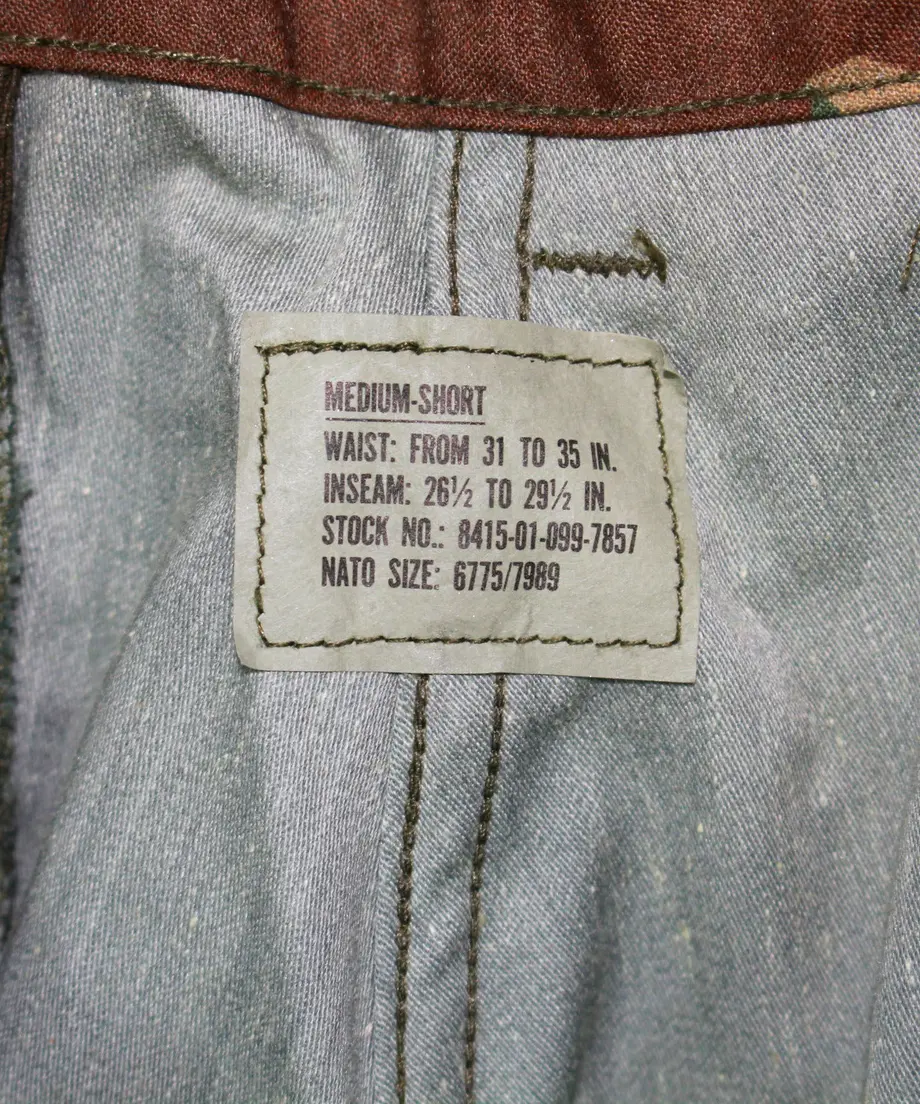 MEDIUM-SHORT
WAIST: FROM 31 TO 35 IN.
INSEAM: 26½ TO 29½ IN.
STOCK NO.: 8415-01-099-7857
NATO SIZE: 6775/7989